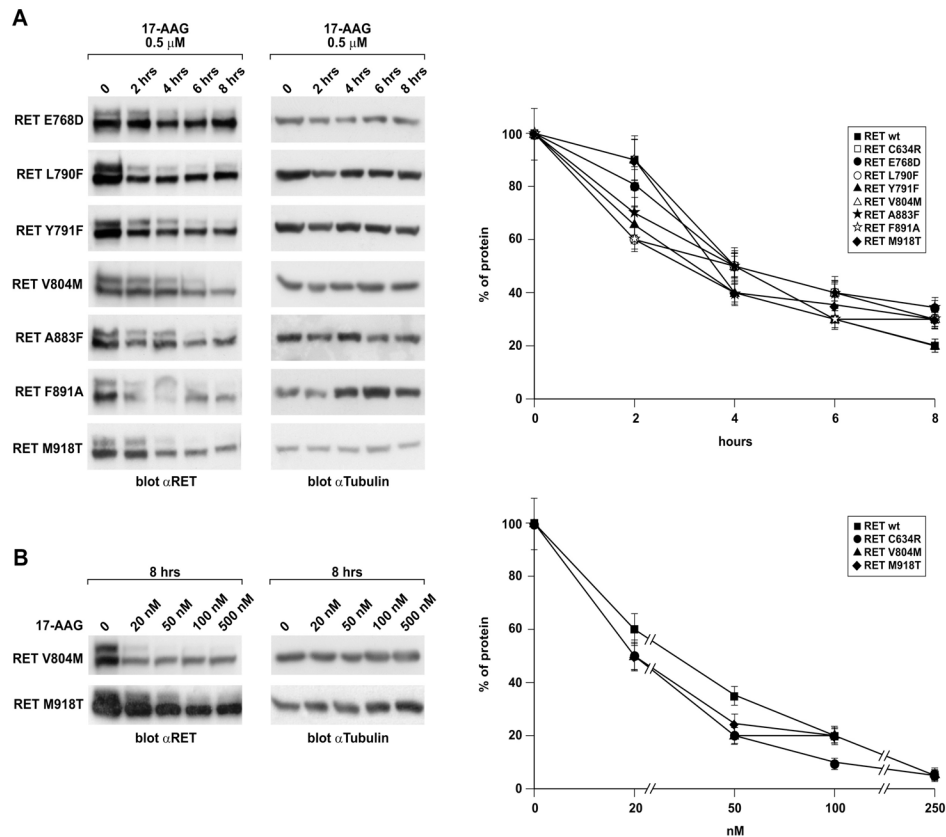 A
17-AAG
0.5 μM
17-AAG
0.5 μM
0 2 hrs 4 hrs 6 hrs 8 hrs
0 2 hrs 4 hrs 6 hrs 8 hrs
RET E768D
RET L790F
RET Y791F
RET V804M
RET A883F
RET F891A
RET M918T
blot αRET
blot αTubulin
% of protein
100
80
60
40
20
0
0 2 4 6 8
hours
RET wt
RET C634R
RET E768D
RET L790F
RET Y791F
RET V804M
RET A883F
RET F891A
RET M918T
B
8 hrs
8 hrs
17-AAG
0 20 nM 50 nM 100 nM 500 nM
0 20 nM 50 nM 100 nM 500 nM
RET V804M
RET M918T
blot αRET
blot αTubulin
% of protein
100
80
60
40
20
0
0 20 50 100 250
nM
RET wt
RET C634R
RET V804M
RET M918T